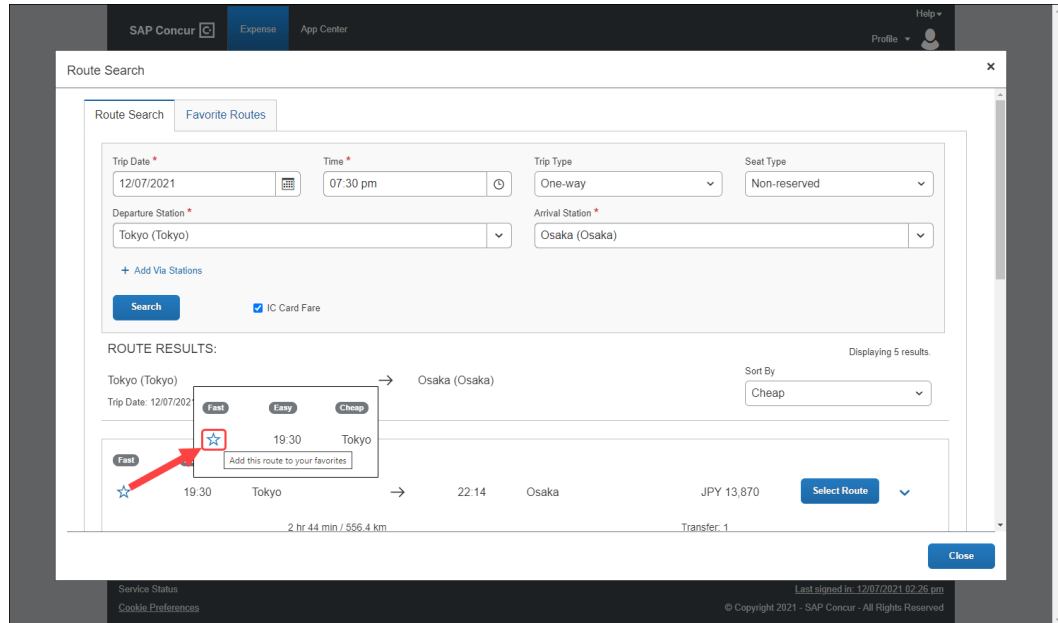 Help
SAP Concur C Expense App Center
Profile
Route Search ×
Route Search Favorite Routes
Trip Date * Time * Trip Type Seat Type
12/07/2021 07:30 pm One-way Non-reserved
Departure Station * Arrival Station *
Tokyo (Tokyo) Osaka (Osaka)
+ Add Via Stations
Search IC Card Fare
ROUTE RESULTS: Displaying 5 results.
Tokyo (Tokyo) → Osaka (Osaka) Sort By
Trip Date: 12/07/202 Cheap
Fast Easy Cheap
19:30 Tokyo
Add this route to your favorites
Fast
19:30 Tokyo → 22:14 Osaka JPY 13,870 Select Route
2 hr 44 min / 556.4 km Transfer: 1
Close
Service Status Last signed in: 12/07/2021 02:26 pm
Cookie Preferences © Copyright 2021 - SAP Concur - All Rights Reserved